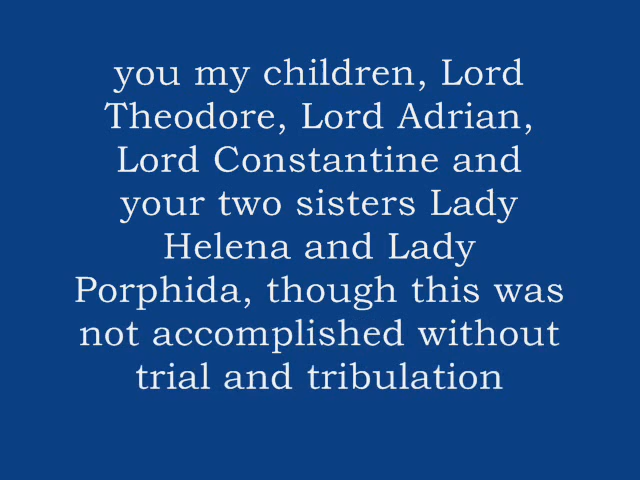 you my children, Lord
Theodore, Lord Adrian,
Lord Constantine and
your two sisters Lady
Helena and Lady
Porphida, though this was
not accomplished without
trial and tribulation